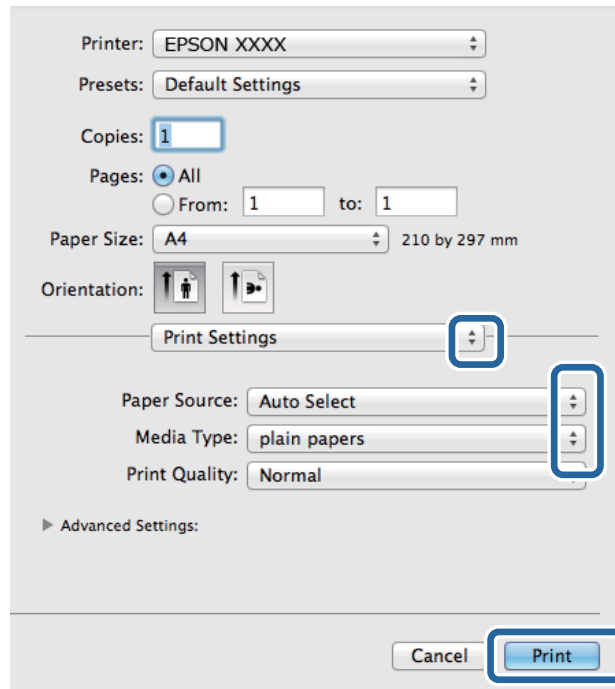 Printer: EPSON XXXX
Presets: Default Settings
Copies: 1
Pages: All
From: 1 to: 1
Paper Size: A4 210 by 297 mm
Orientation:
Print Settings
Paper Source: Auto Select
Media Type: plain papers
Print Quality: Normal
Advanced Settings:
Cancel Print